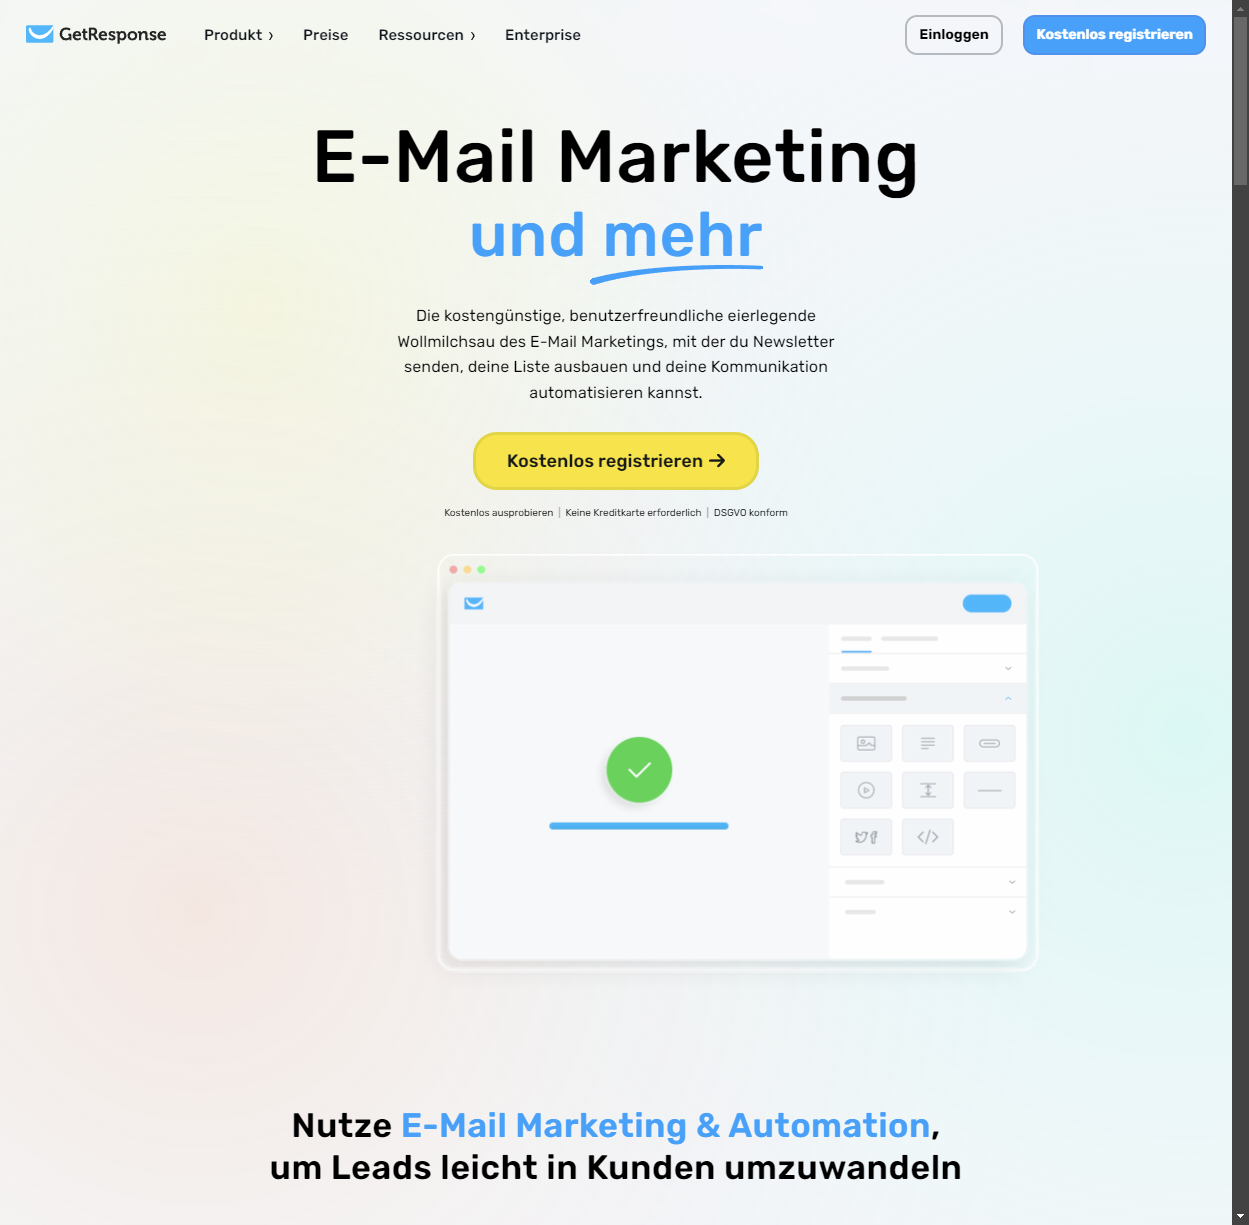 GetResponse
Produkt
Preise
Ressourcen
Enterprise
Einloggen
Kostenlos registrieren
E-Mail Marketing
und mehr
Die kostengünstige, benutzerfreundliche eierlegende
Wollmilchsau des E-Mail Marketings, mit der du Newsletter
senden, deine Liste ausbauen und deine Kommunikation
automatisieren kannst.
Kostenlos registrieren →
Kostenlos ausprobieren | Keine Kreditkarte erforderlich | DSGVO konform
Nutze E-Mail Marketing & Automation,
um Leads leicht in Kunden umzuwandeln